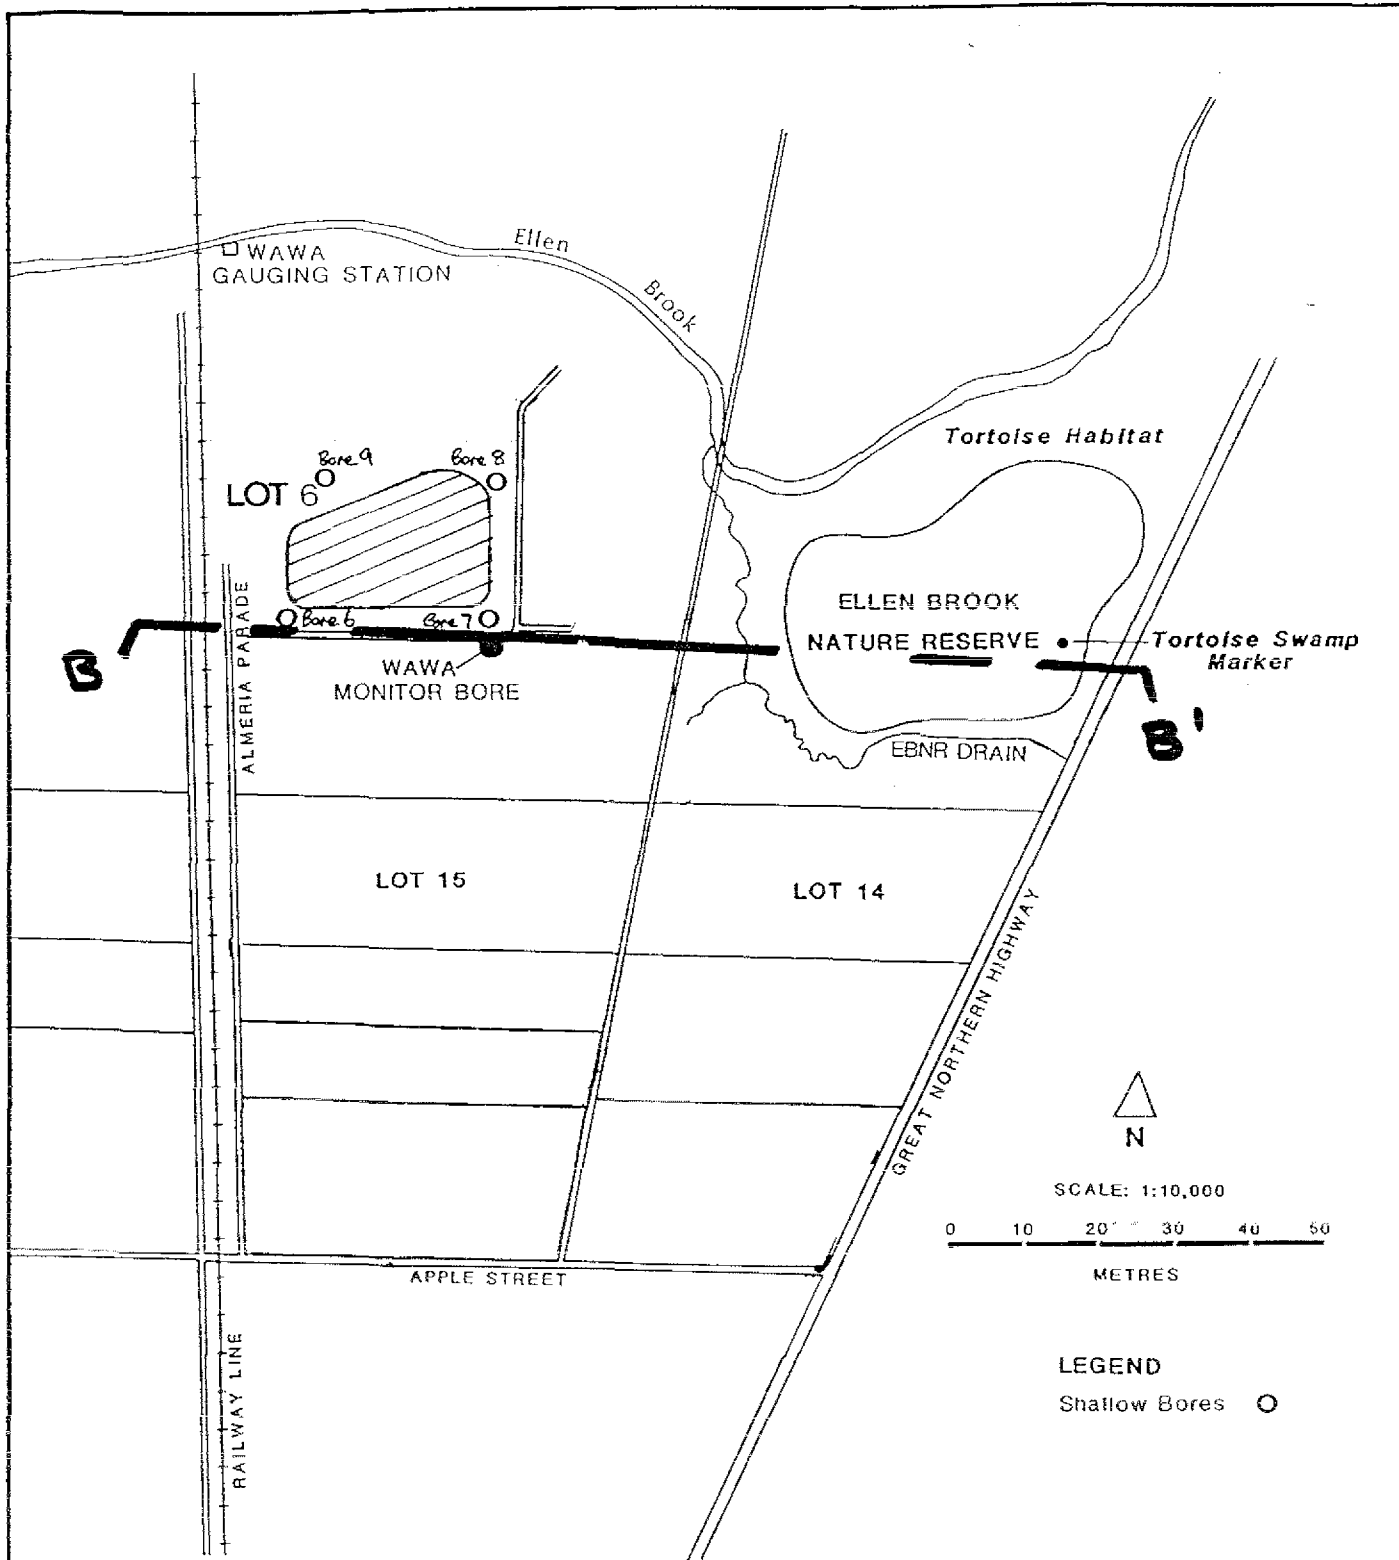 Ellen
Brook
WAWA
GAUGING STATION
Tortoise Habitat
Bore 9
Bore 8
LOT 6
ALMERIA PARADE
Bore 6
Bore 7
ELLEN BROOK
NATURE RESERVE
Tortoise Swamp
Marker
B
WAWA
MONITOR BORE
B'
EBNR DRAIN
LOT 15
LOT 14
GREAT NORTHERN HIGHWAY
N
SCALE: 1:10,000
0 10 20 30 40 50
METRES
APPLE STREET
RAILWAY LINE
LEGEND
Shallow Bores